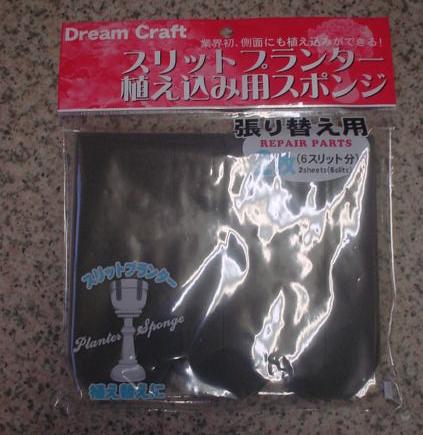 Dream Craft
業界初、側面にも植え込みができる!
スリットプランター
植え込み用スポンジ
張り替え用
REPAIR PARTS
2枚(6スリット分)
2sheets(6slits)
スリットプランター
Planter Sponge
植え替えに